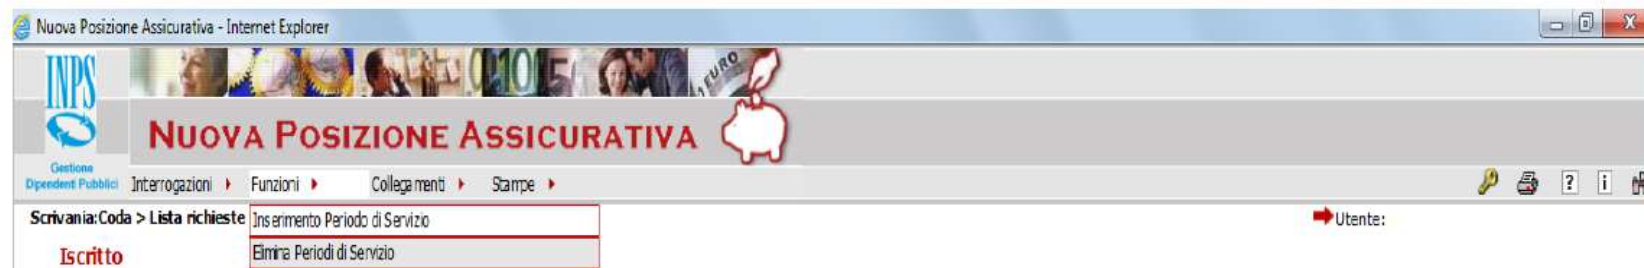 Nuova Posizione Assicurativa - Internet Explorer
INPS
EURO
NUOVA POSIZIONE ASSICURATIVA
Gestione
Dipendenti Pubblici
Interrogazioni
Funzioni
Collegamenti
Stampe
?
i
Scrivania:Coda > Lista richieste
Inserimento Periodo di Servizio
Utente:
Iscritto
Elimina Periodi di Servizio